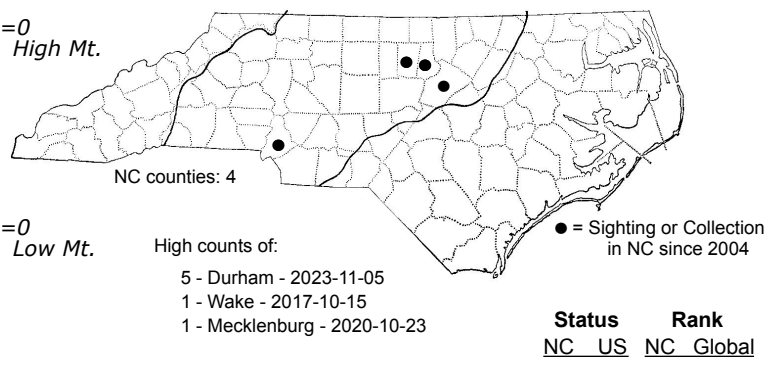 =0
High Mt.
NC counties: 4
=0
Low Mt.
High counts of:
5 - Durham - 2023-11-05
1 - Wake - 2017-10-15
1 - Mecklenburg - 2020-10-23
● = Sighting or Collection
in NC since 2004
Status Rank
NC US NC Global